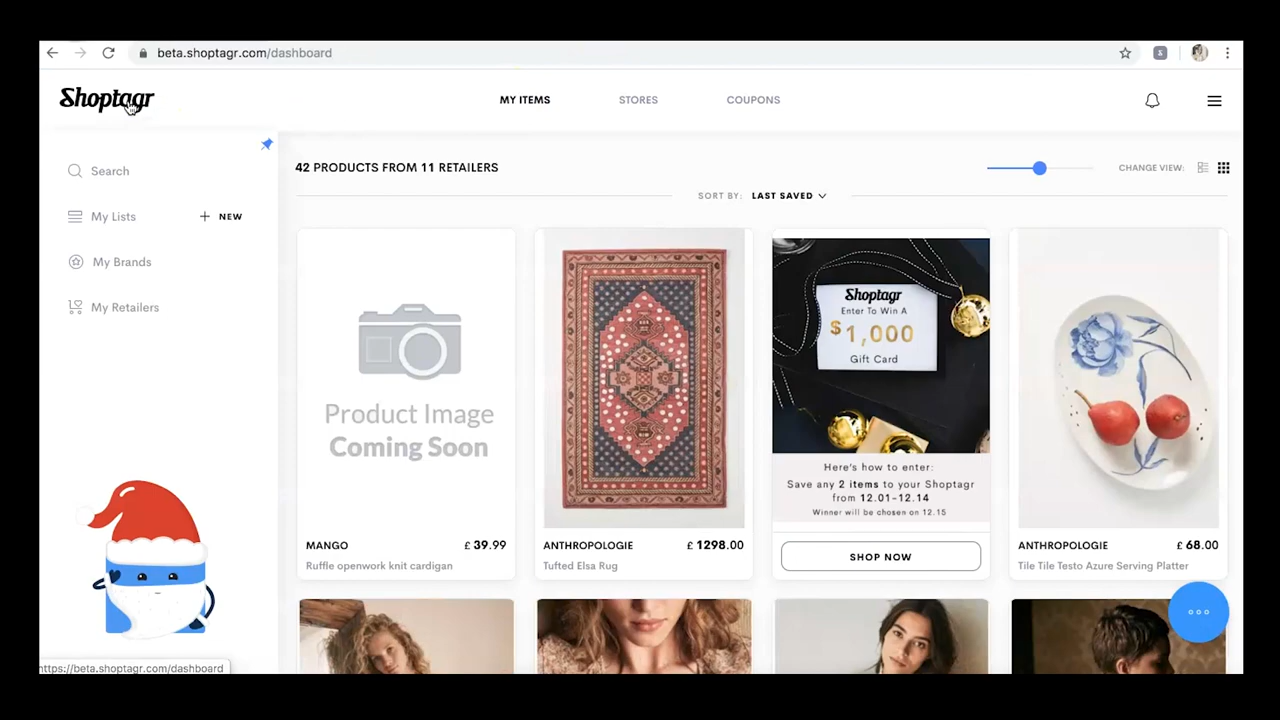 beta.shoptagr.com/dashboard
S
Shoptagr
MY ITEMS
STORES
COUPONS
Search
My Lists
+ NEW
My Brands
My Retailers
42 PRODUCTS FROM 11 RETAILERS
CHANGE VIEW:
SORT BY: LAST SAVED
Product Image
Coming Soon
MANGO
£ 39.99
Ruffle openwork knit cardigan
ANTHROPOLOGIE
£ 1298.00
Tufted Elsa Rug
Shoptagr
Enter To Win A
$1,000
Gift Card
Here's how to enter:
Save any 2 items to your Shoptagr
from 12.01–12.14
Winner will be chosen on 12.15
SHOP NOW
ANTHROPOLOGIE
£ 68.00
Tile Tile Testo Azure Serving Platter
https://beta.shoptagr.com/dashboard